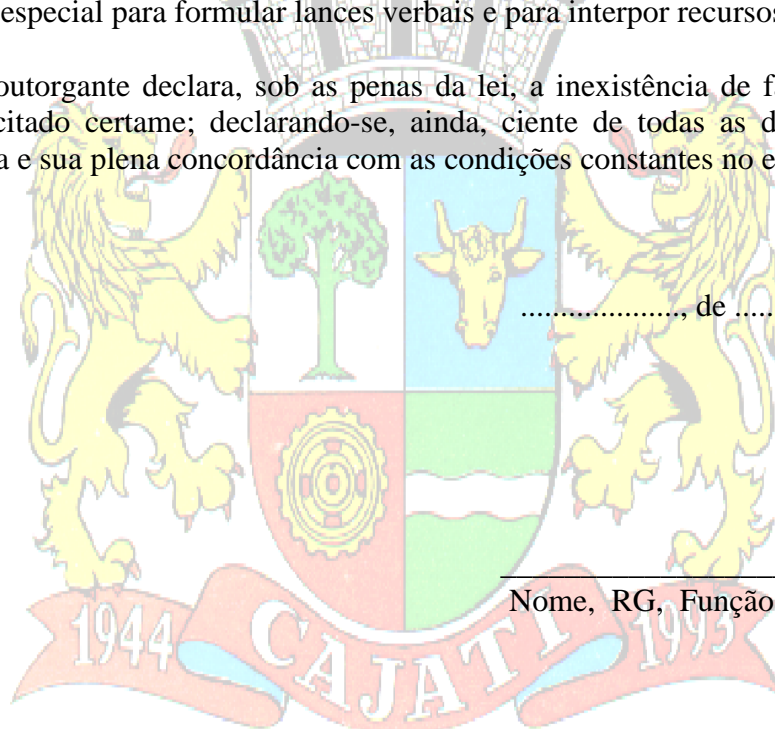 especial para formular lances verbais e para interpor recursos
outorgante declara, sob as penas da lei, a inexistência de f
citado certame; declarando-se, ainda, ciente de todas as d
a e sua plena concordância com as condições constantes no e
...................., de .....
Nome, RG, Função
1944 CAJATI 1993